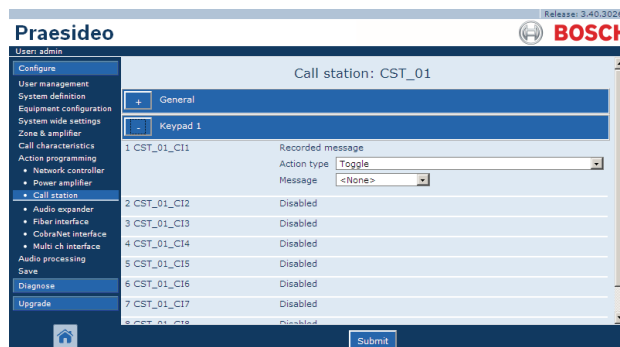 Release: 3.40.302
Praesideo
BOSCH
User: admin
Configure
User management
System definition
Equipment configuration
System wide settings
Zone & amplifier
Call characteristics
Action programming
• Network controller
• Power amplifier
• Call station
• Audio expander
• Fiber interface
• CobraNet interface
• Multi ch interface
Audio processing
Save
Diagnose
Upgrade
Call station: CST_01
+ General
- Keypad 1
1 CST_01_CI1 Recorded message
Action type Toggle
Message <None>
2 CST_01_CI2 Disabled
3 CST_01_CI3 Disabled
4 CST_01_CI4 Disabled
5 CST_01_CI5 Disabled
6 CST_01_CI6 Disabled
7 CST_01_CI7 Disabled
8 CST_01_CI8 Disabled
Submit